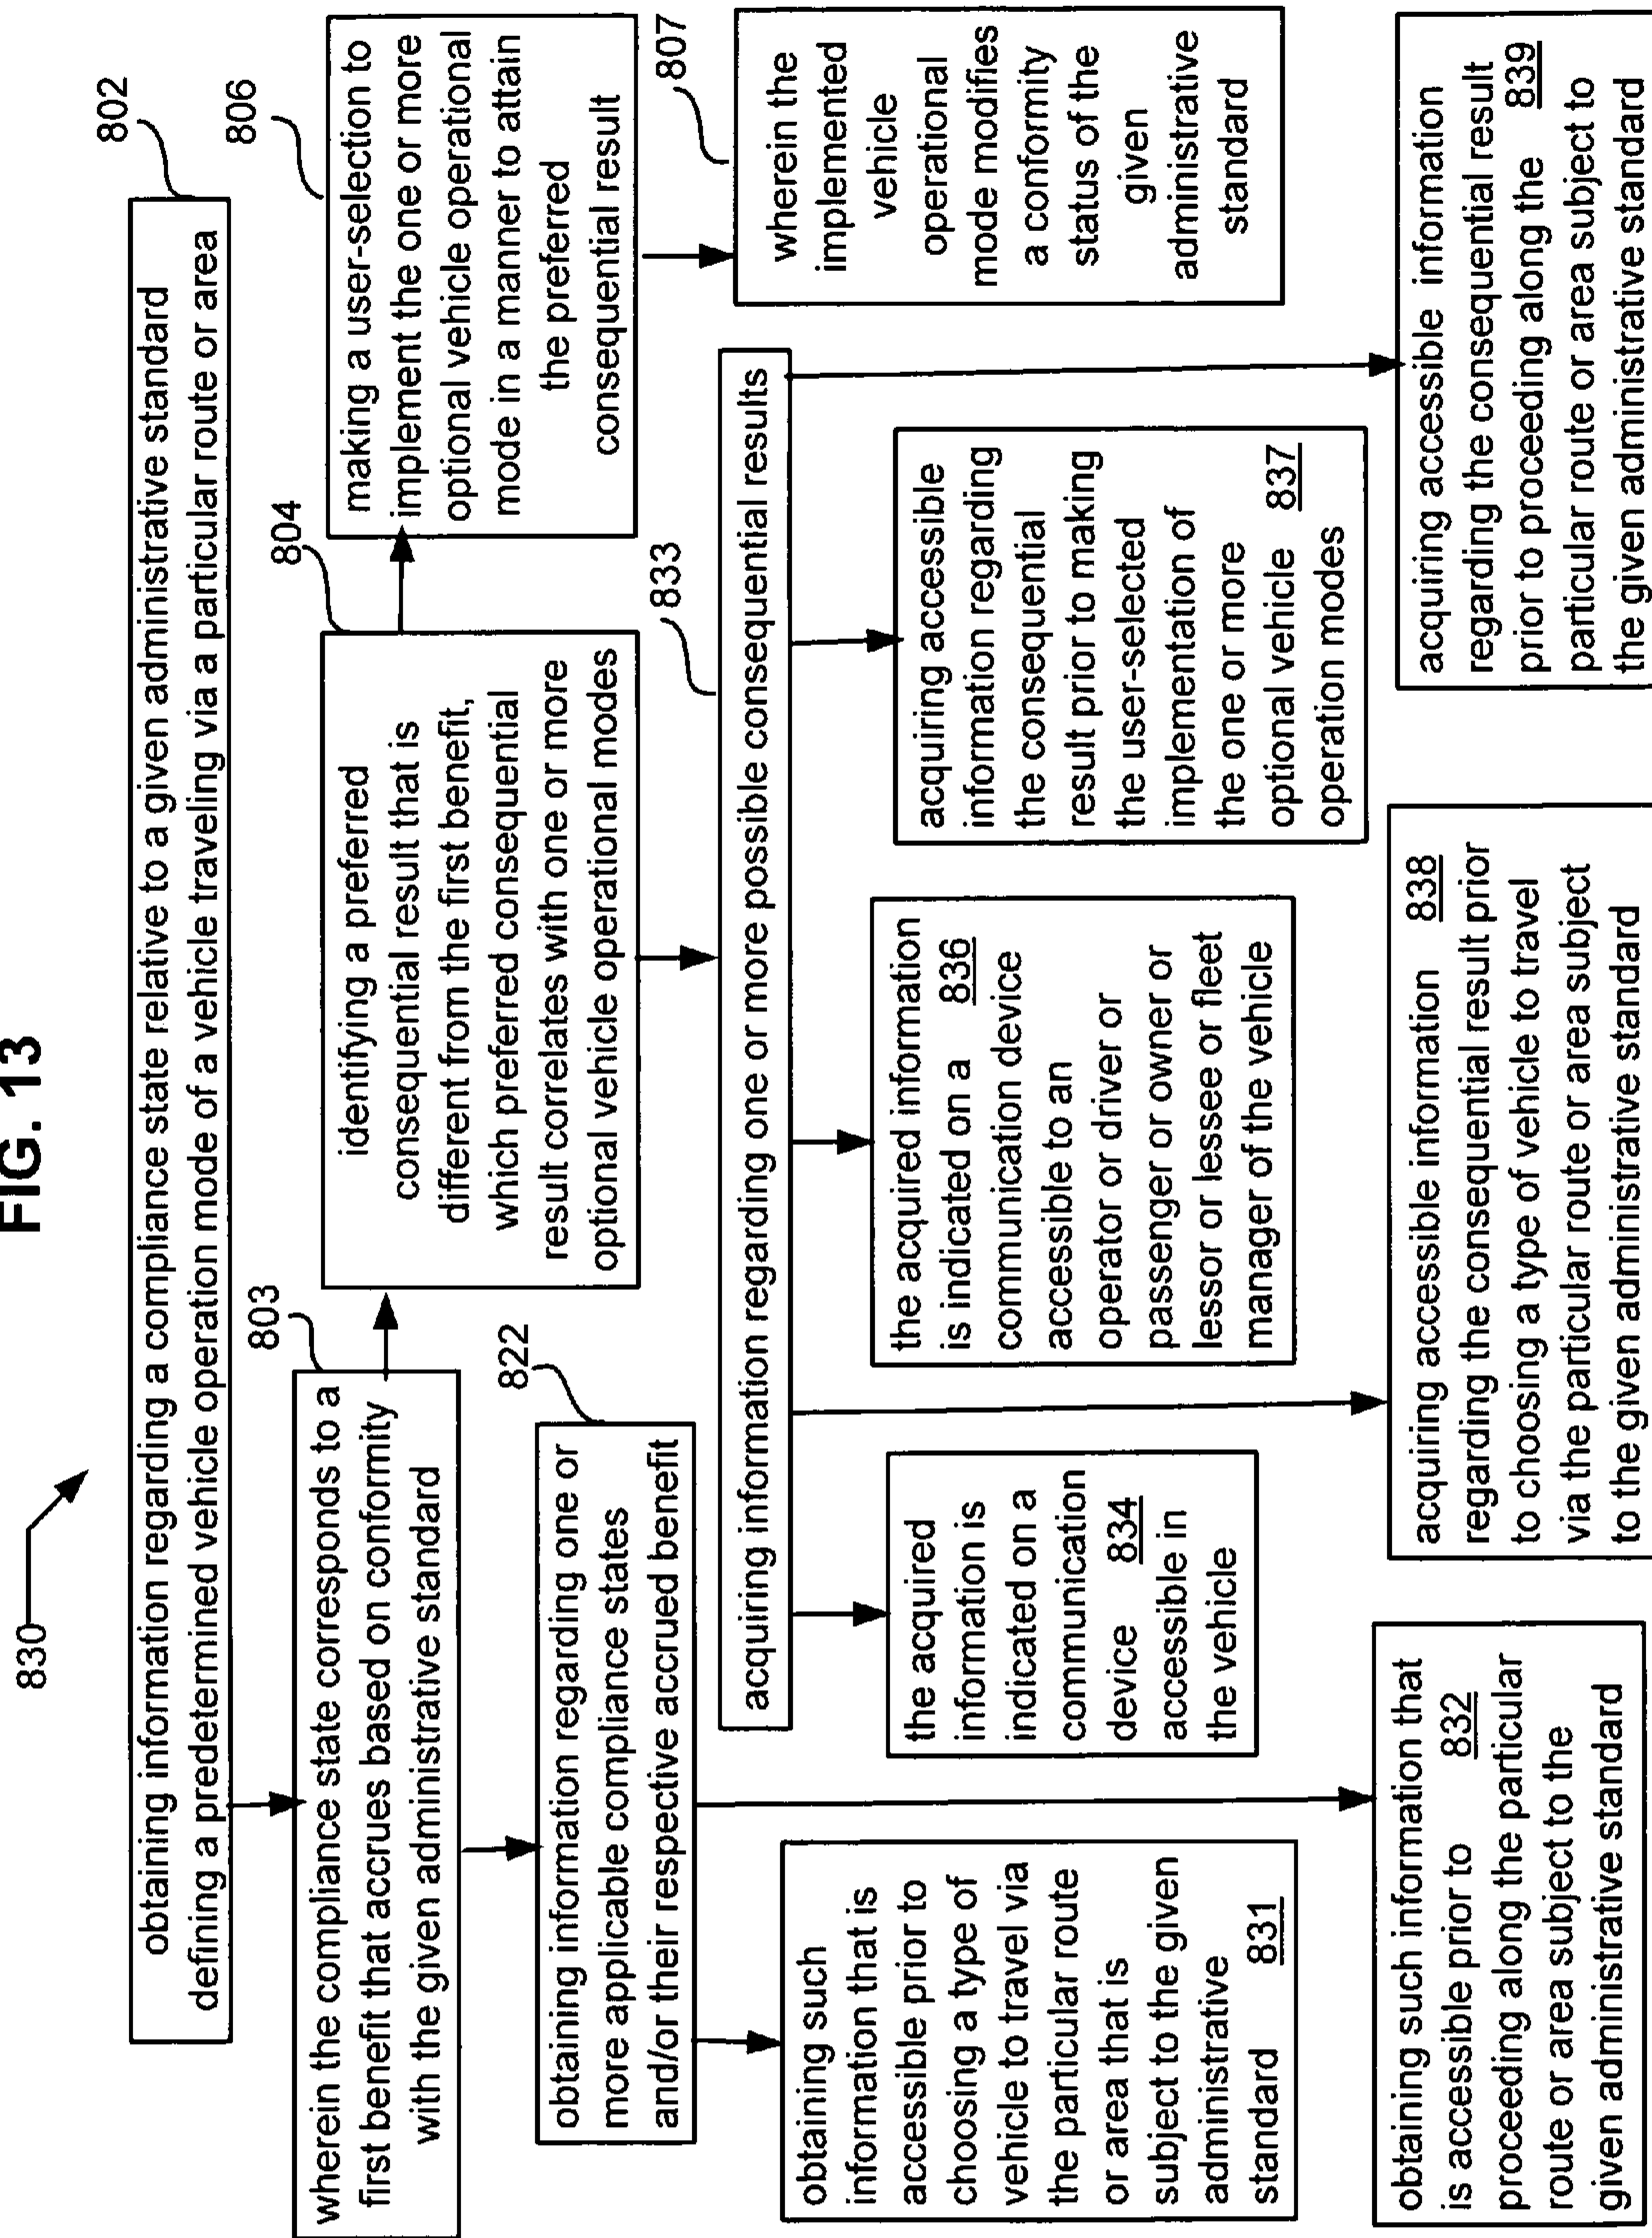 FIG. 13
830
802
obtaining information regarding a compliance state relative to a given administrative standard
defining a predetermined vehicle operation mode of a vehicle traveling via a particular route or area
803
wherein the compliance state corresponds to a
first benefit that accrues based on conformity
with the given administrative standard
804
identifying a preferred
consequential result that is
different from the first benefit,
which preferred consequential
result correlates with one or more
optional vehicle operational modes
806
making a user-selection to
implement the one or more
optional vehicle operational
mode in a manner to attain
the preferred
consequential result
822
obtaining information regarding one or
more applicable compliance states
and/or their respective accrued benefit
833
acquiring information regarding one or more possible consequential results
807
wherein the
implemented
vehicle
operational
mode modifies
a conformity
status of the
given
administrative
standard
obtaining such
information that is
accessible prior to
choosing a type of
vehicle to travel via
the particular route
or area that is
subject to the given
administrative
standard 831
the acquired
information is
indicated on a
communication
device 834
accessible in
the vehicle
the acquired information
is indicated on a 836
communication device
accessible to an
operator or driver or
passenger or owner or
lessor or lessee or fleet
manager of the vehicle
acquiring accessible
information regarding
the consequential
result prior to making
the user-selected
implementation of
the one or more
optional vehicle 837
operation modes
obtaining such information that
is accessible prior to 832
proceeding along the particular
route or area subject to the
given administrative standard
acquiring accessible information 838
regarding the consequential result prior
to choosing a type of vehicle to travel
via the particular route or area subject
to the given administrative standard
acquiring accessible information
regarding the consequential result
prior to proceeding along the 839
particular route or area subject to
the given administrative standard